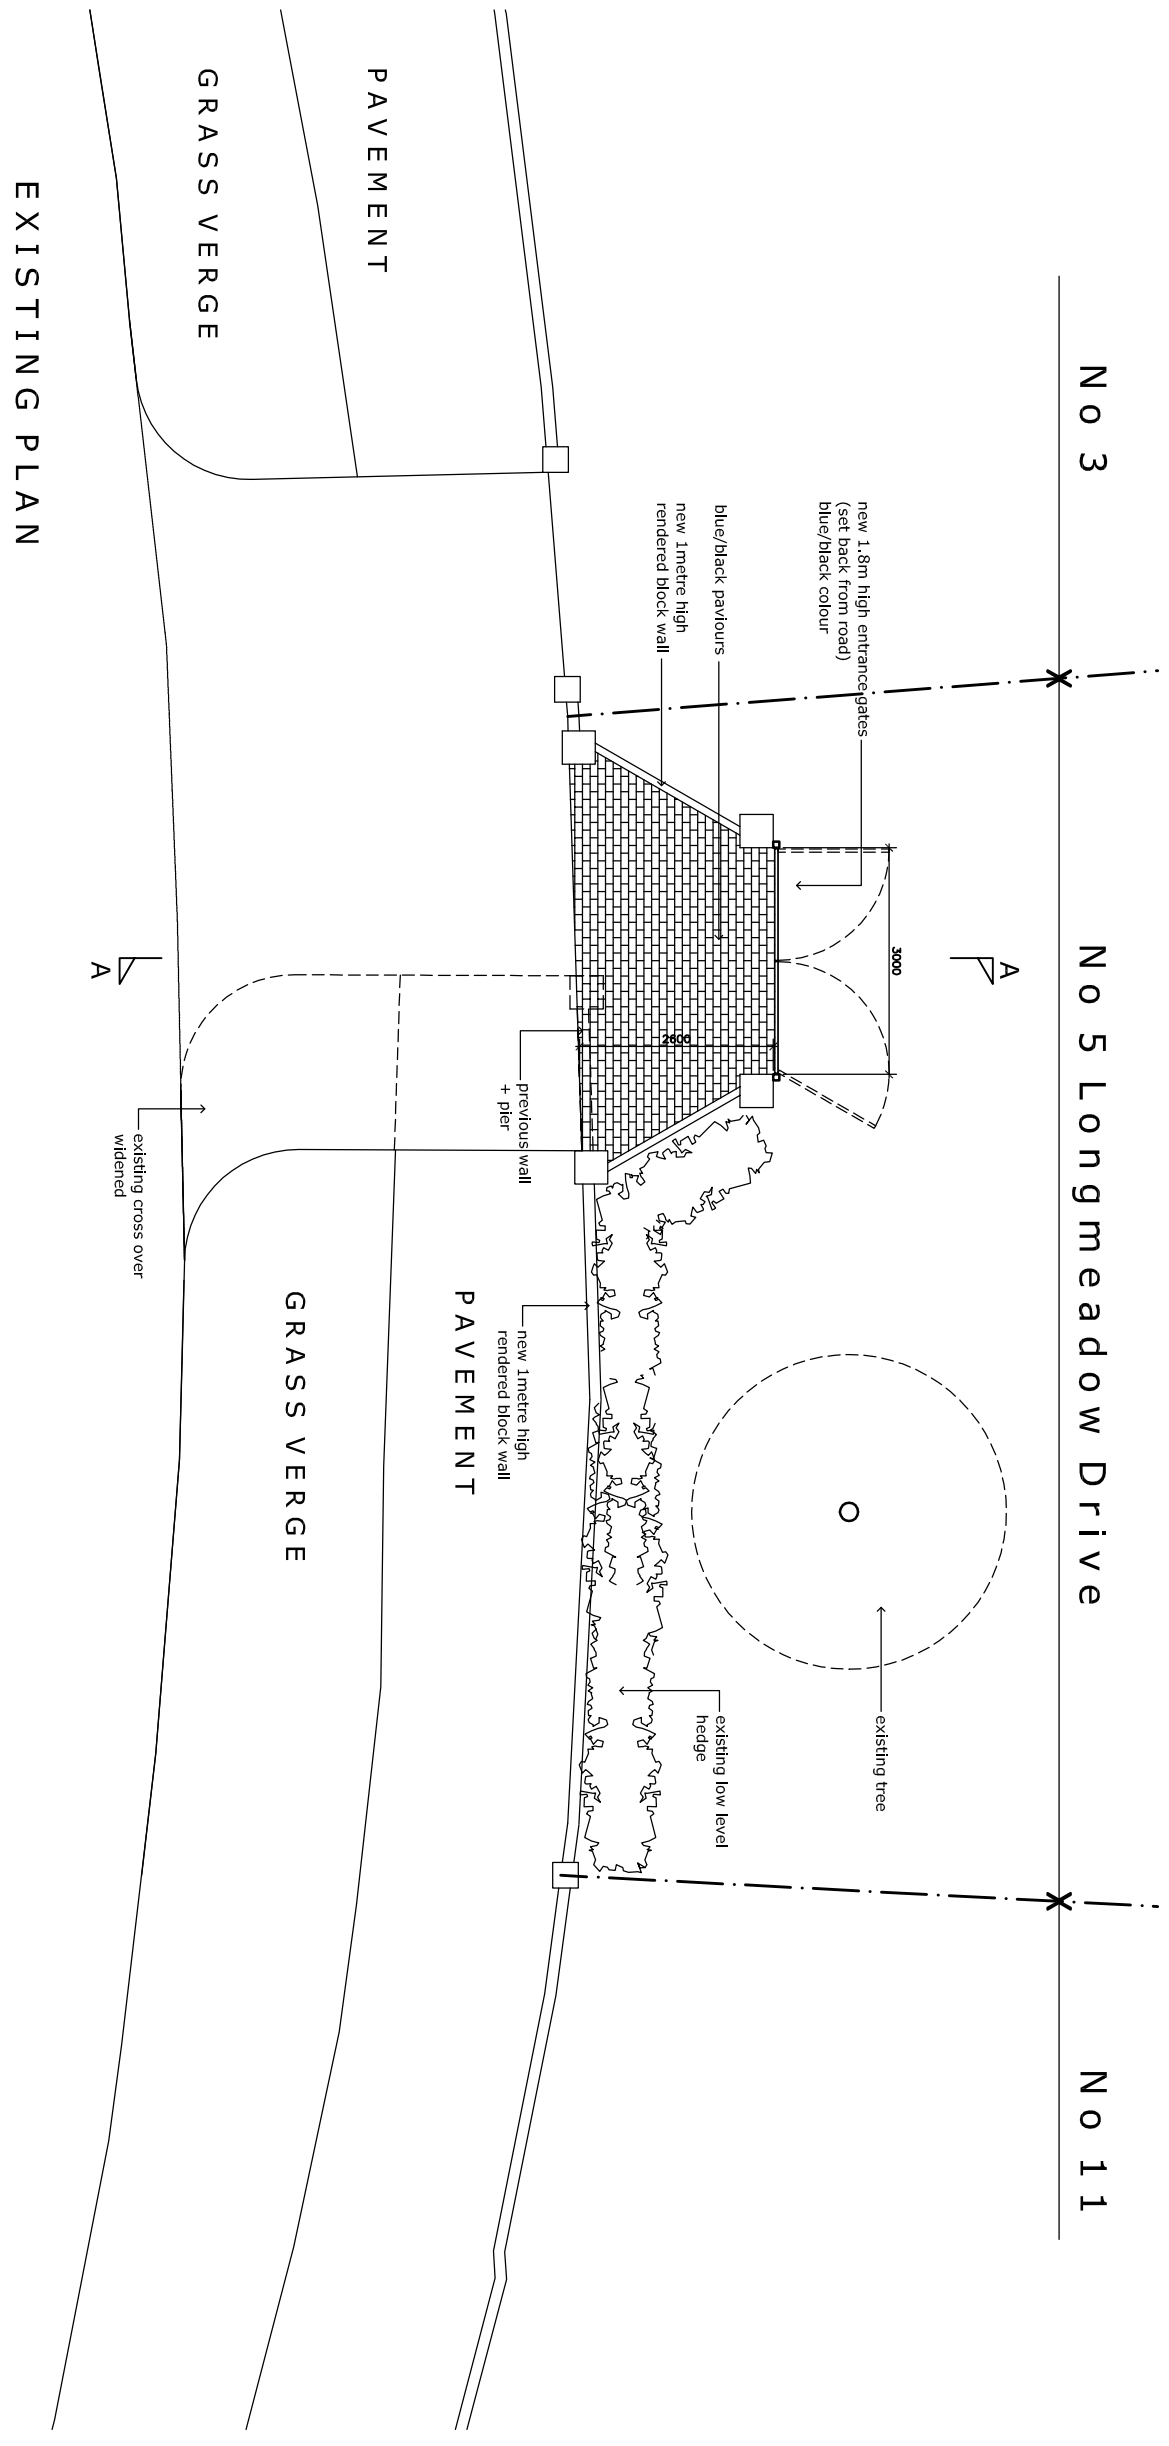 No 3
No 5 Longmeadow Drive
No 11
new 1.8m high entrance gates
(set back from road)
blue/black colour
3000
A
blue/black paviours
new 1metre high
rendered block wall
2600
existing tree
existing low level
hedge
previous wall
+ pier
new 1metre high
rendered block wall
PAVEMENT
PAVEMENT
GRASS VERGE
GRASS VERGE
existing cross over
widened
A
EXISTING PLAN